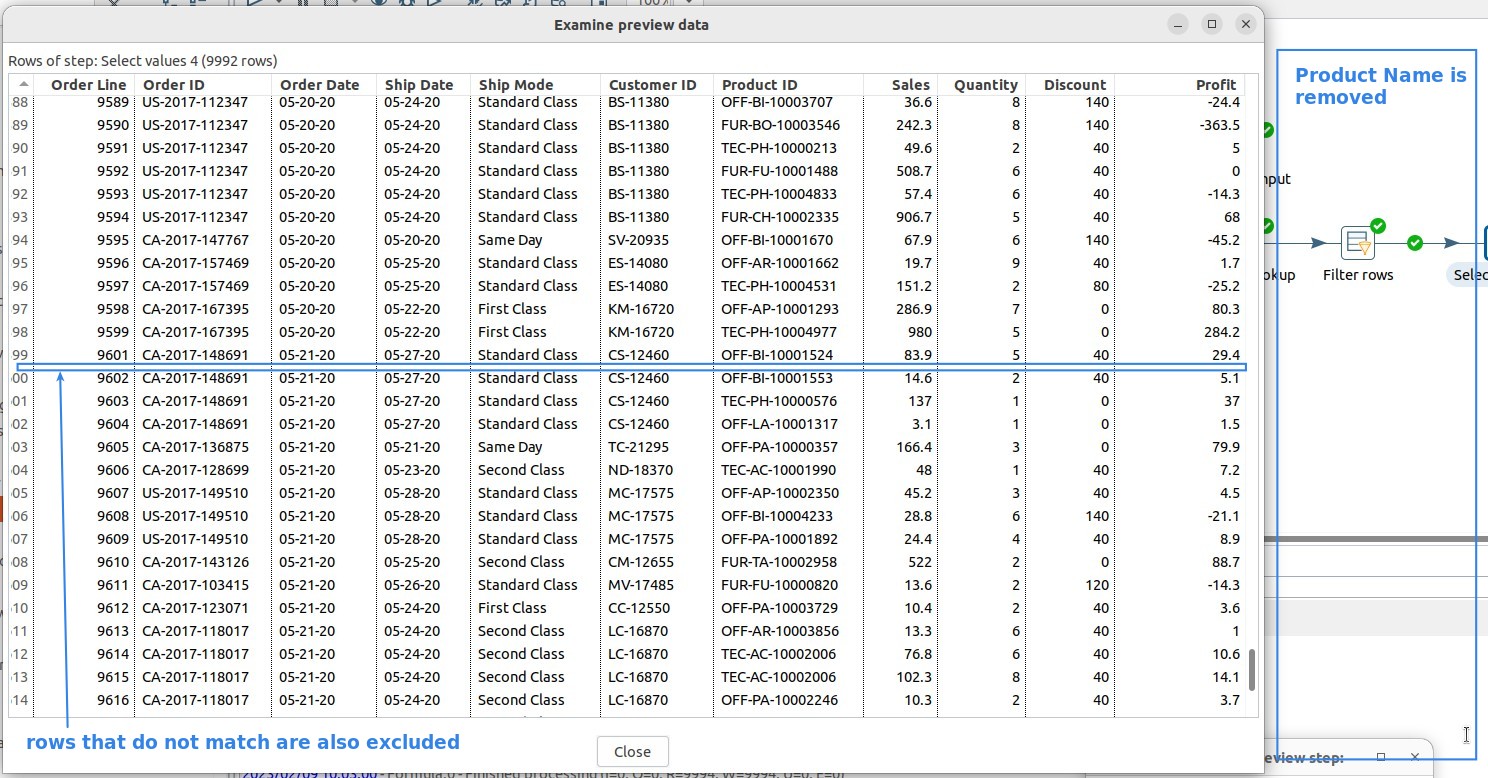 100%
Examine preview data
Rows of step: Select values 4 (9992 rows)
Order Line Order ID Order Date Ship Date Ship Mode Customer ID Product ID Sales Quantity Discount Profit
88 9589 US-2017-112347 05-20-20 05-24-20 Standard Class BS-11380 OFF-BI-10003707 36.6 8 140 -24.4
89 9590 US-2017-112347 05-20-20 05-24-20 Standard Class BS-11380 FUR-BO-10003546 242.3 8 140 -363.5
90 9591 US-2017-112347 05-20-20 05-24-20 Standard Class BS-11380 TEC-PH-10000213 49.6 2 40 5
91 9592 US-2017-112347 05-20-20 05-24-20 Standard Class BS-11380 FUR-FU-10001488 508.7 6 40 0
92 9593 US-2017-112347 05-20-20 05-24-20 Standard Class BS-11380 TEC-PH-10004833 57.4 6 40 -14.3
93 9594 US-2017-112347 05-20-20 05-24-20 Standard Class BS-11380 FUR-CH-10002335 906.7 5 40 68
94 9595 CA-2017-147767 05-20-20 05-20-20 Same Day SV-20935 OFF-BI-10001670 67.9 6 140 -45.2
95 9596 CA-2017-157469 05-20-20 05-25-20 Standard Class ES-14080 OFF-AR-10001662 19.7 9 40 1.7
96 9597 CA-2017-157469 05-20-20 05-25-20 Standard Class ES-14080 TEC-PH-10004531 151.2 2 80 -25.2
97 9598 CA-2017-167395 05-20-20 05-22-20 First Class KM-16720 OFF-AP-10001293 286.9 7 0 80.3
98 9599 CA-2017-167395 05-20-20 05-22-20 First Class KM-16720 TEC-PH-10004977 980 5 0 284.2
99 9601 CA-2017-148691 05-21-20 05-27-20 Standard Class CS-12460 OFF-BI-10001524 83.9 5 40 29.4
00 9602 CA-2017-148691 05-21-20 05-27-20 Standard Class CS-12460 OFF-BI-10001553 14.6 2 40 5.1
01 9603 CA-2017-148691 05-21-20 05-27-20 Standard Class CS-12460 TEC-PH-10000576 137 1 0 37
02 9604 CA-2017-148691 05-21-20 05-27-20 Standard Class CS-12460 OFF-LA-10001317 3.1 1 0 1.5
03 9605 CA-2017-136875 05-21-20 05-21-20 Same Day TC-21295 OFF-PA-10000357 166.4 3 0 79.9
04 9606 CA-2017-128699 05-21-20 05-23-20 Second Class ND-18370 TEC-AC-10001990 48 1 40 7.2
05 9607 US-2017-149510 05-21-20 05-28-20 Standard Class MC-17575 OFF-AP-10002350 45.2 3 40 4.5
06 9608 US-2017-149510 05-21-20 05-28-20 Standard Class MC-17575 OFF-BI-10004233 28.8 6 140 -21.1
07 9609 US-2017-149510 05-21-20 05-28-20 Standard Class MC-17575 OFF-PA-10001892 24.4 4 40 8.9
08 9610 CA-2017-143126 05-21-20 05-25-20 Second Class CM-12655 FUR-TA-10002958 522 2 0 88.7
09 9611 CA-2017-103415 05-21-20 05-26-20 Standard Class MV-17485 FUR-FU-10000820 13.6 2 120 -14.3
10 9612 CA-2017-123071 05-21-20 05-24-20 First Class CC-12550 OFF-PA-10003729 10.4 2 40 3.6
11 9613 CA-2017-118017 05-21-20 05-24-20 Second Class LC-16870 OFF-AR-10003856 13.3 6 40 1
12 9614 CA-2017-118017 05-21-20 05-24-20 Second Class LC-16870 TEC-AC-10002006 76.8 6 40 10.6
13 9615 CA-2017-118017 05-21-20 05-24-20 Second Class LC-16870 TEC-AC-10002006 102.3 8 40 14.1
14 9616 CA-2017-118017 05-21-20 05-24-20 Second Class LC-16870 OFF-PA-10002246 10.3 2 40 3.7
rows that do not match are also excluded
Close
Product Name is
removed
nput
okup Filter rows Selec
eview step:
2023/02/09 10:03:00 - Formula.0 - Finished processing (I=0, O=0, R=9994, W=9994, U=0, E=0)